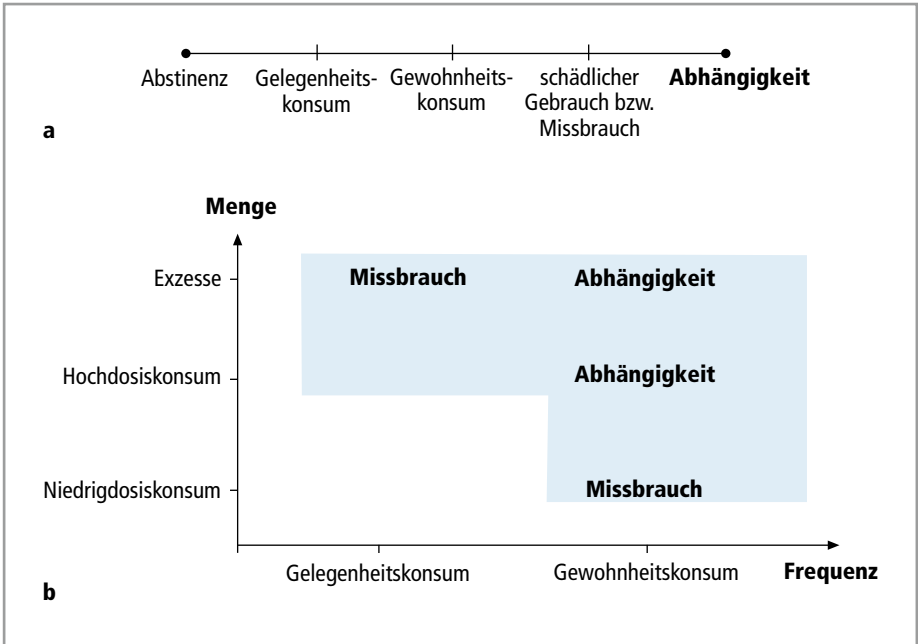 Abstinenz
Gelegenheits-
konsum
Gewohnheits-
konsum
schädlicher
Gebrauch bzw.
Missbrauch
Abhängigkeit
a
Menge
Exzesse
Missbrauch
Abhängigkeit
Hochdosiskonsum
Abhängigkeit
Niedrigdosiskonsum
Missbrauch
Gelegenheitskonsum
Gewohnheitskonsum
Frequenz
b